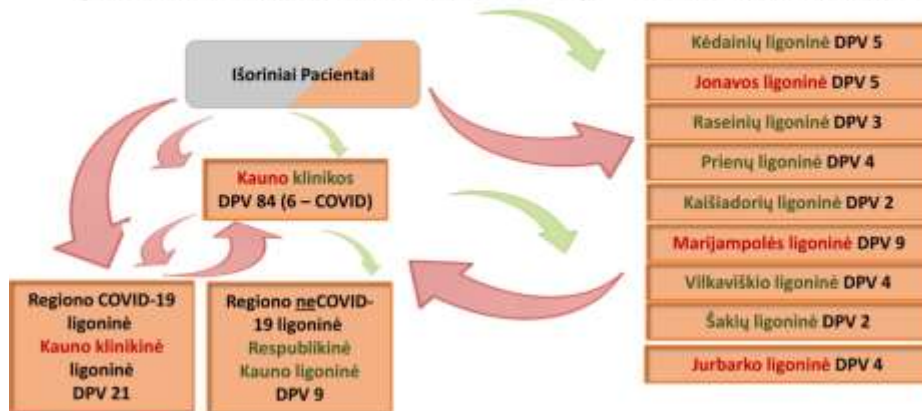 Išoriniai Pacientai
Kauno klinikos
DPV 84 (6 – COVID)
Regiono COVID-19
ligoninė
Kauno klinikinė
ligoninė
DPV 21
Regiono neCOVID-
19 ligoninė
Respublikinė
Kauno ligoninė
DPV 9
Kėdainių ligoninė DPV 5
Jonavos ligoninė DPV 5
Raseinių ligoninė DPV 3
Prienų ligoninė DPV 4
Kaišiadorių ligoninė DPV 2
Marijampolės ligoninė DPV 9
Vilkaviškio ligoninė DPV 4
Šakių ligoninė DPV 2
Jurbarko ligoninė DPV 4